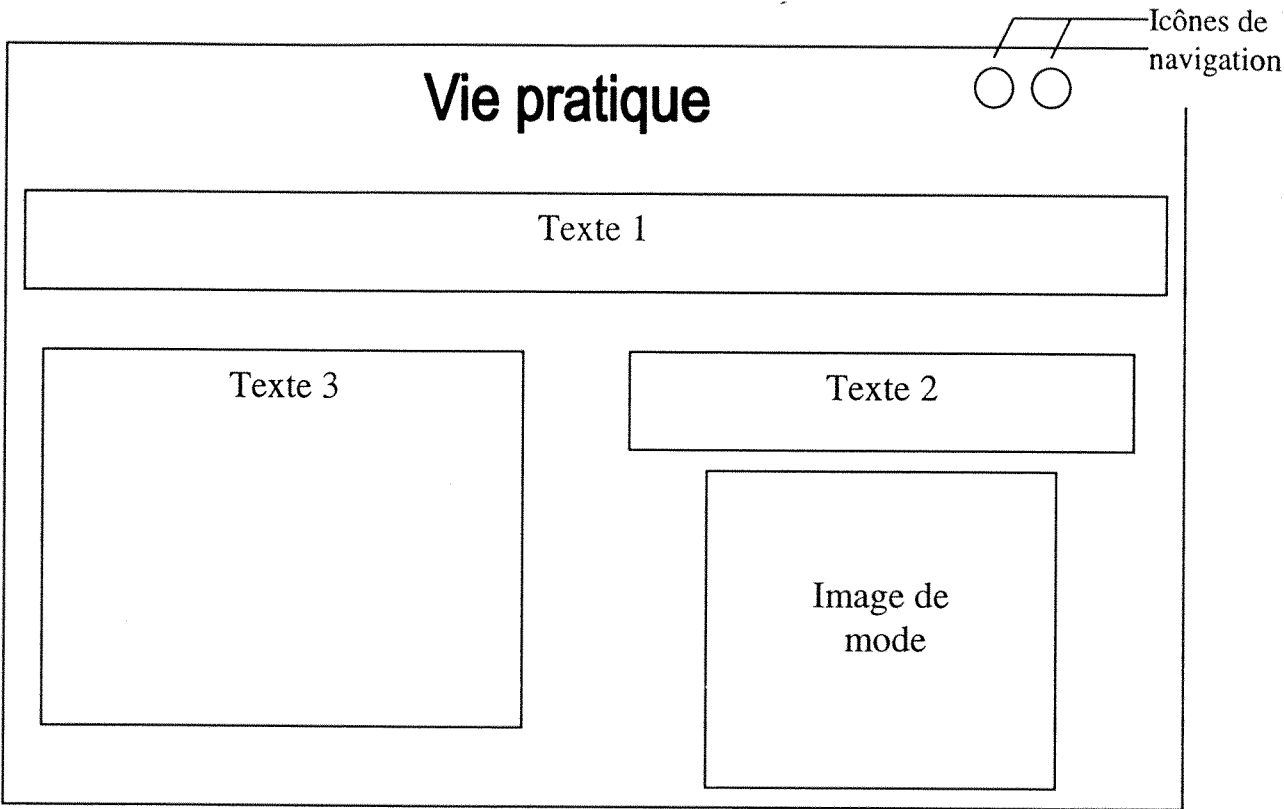 Icônes de
navigation
Vie pratique
Texte 1
Texte 3
Texte 2
Image de
mode